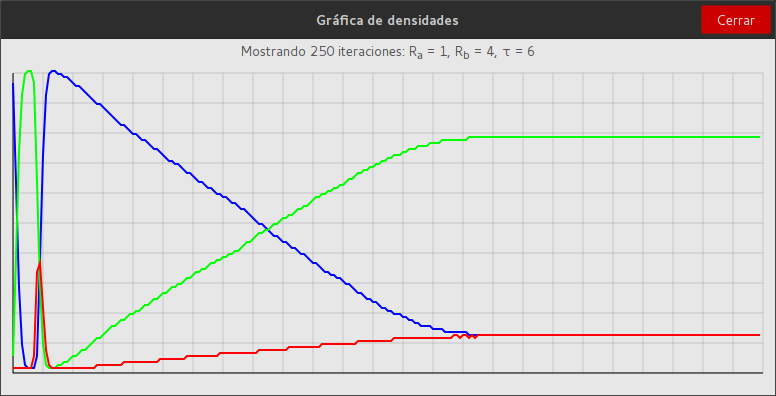 Gráfica de densidades
Cerrar
Mostrando 250 iteraciones: Ra = 1, Rb = 4, τ = 6